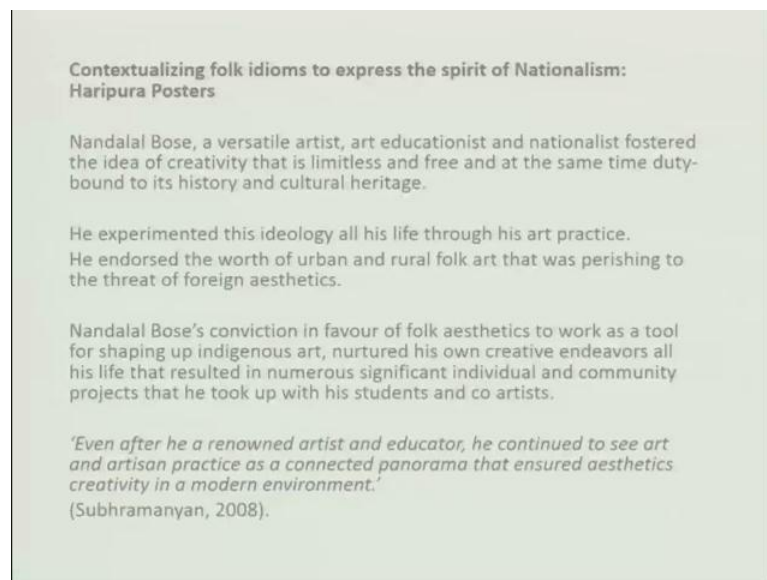 Contextualizing folk idioms to express the spirit of Nationalism:
Haripura Posters
Nandalal Bose, a versatile artist, art educationist and nationalist fostered
the idea of creativity that is limitless and free and at the same time duty-
bound to its history and cultural heritage.
He experimented this ideology all his life through his art practice.
He endorsed the worth of urban and rural folk art that was perishing to
the threat of foreign aesthetics.
Nandalal Bose's conviction in favour of folk aesthetics to work as a tool
for shaping up indigenous art, nurtured his own creative endeavors all
his life that resulted in numerous significant individual and community
projects that he took up with his students and co artists.
'Even after he a renowned artist and educator, he continued to see art
and artisan practice as a connected panorama that ensured aesthetics
creativity in a modern environment.'
(Subhramanyan, 2008).